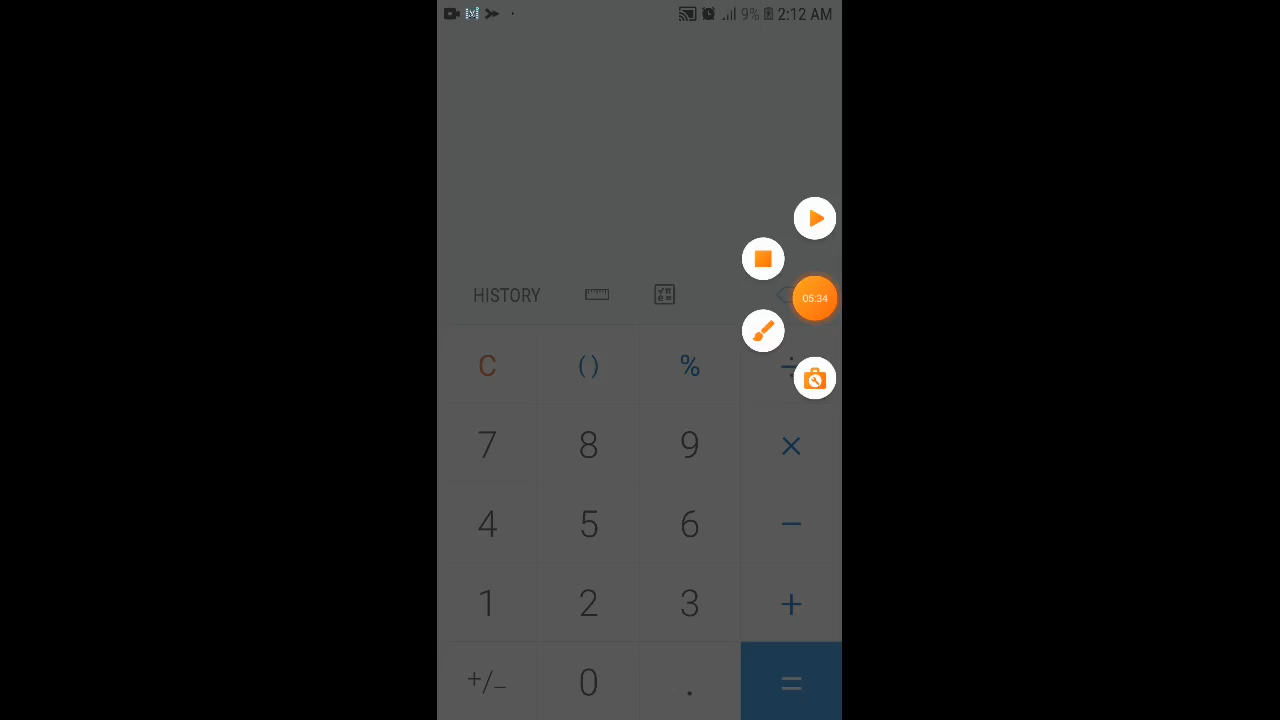 9% 2:12 AM
05:34
HISTORY
C ( ) % ÷
7 8 9 ×
4 5 6 −
1 2 3 +
+/− 0 . =